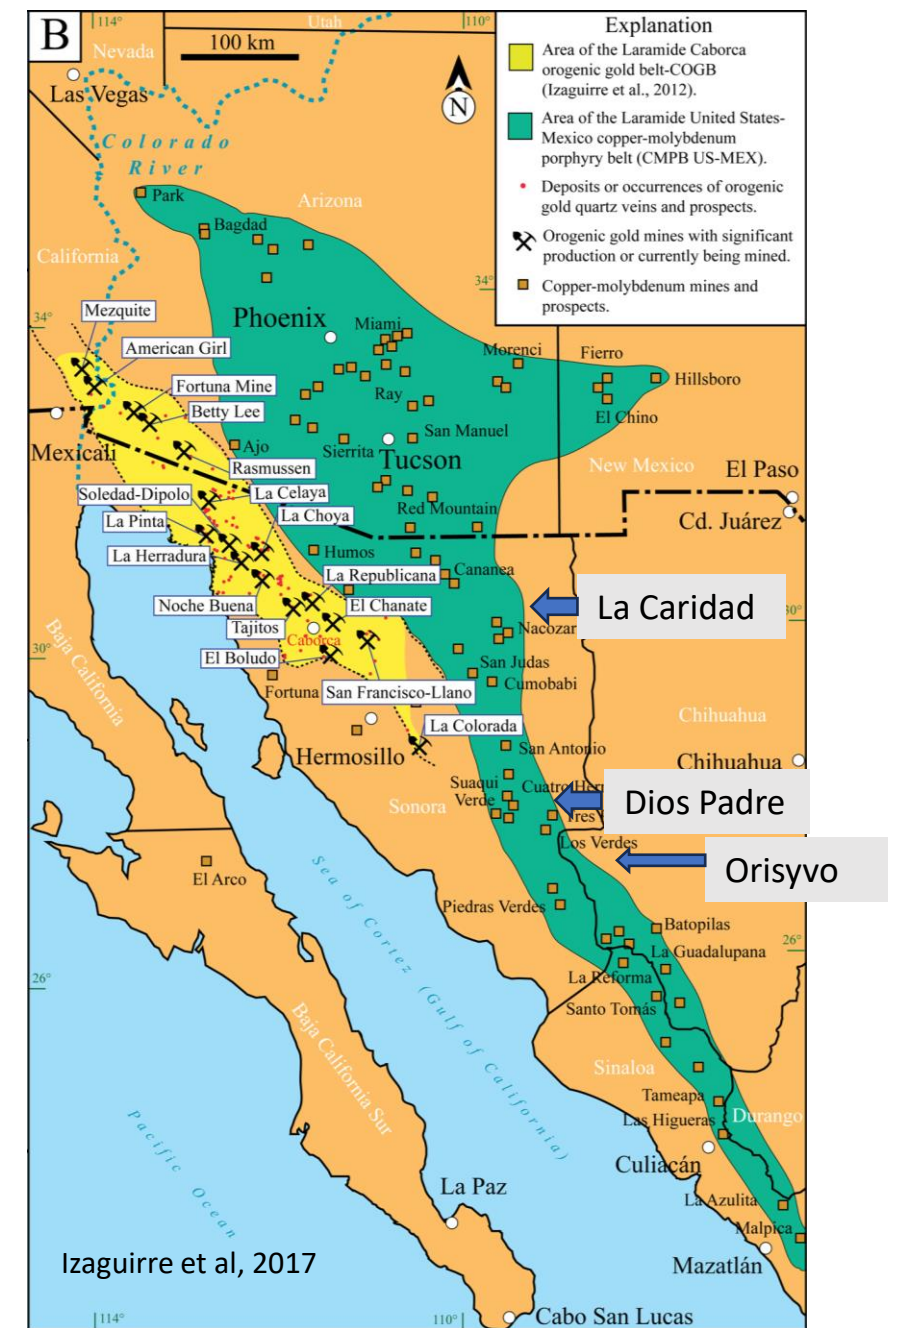 B
114°
110°
Utah
Nevada
100 km
N
Las Vegas
Colorado
River
Explanation
Area of the Laramide Caborca
orogenic gold belt-COGB
(Izaguirre et al., 2012).
Area of the Laramide United States-
Mexico copper-molybdenum
porphyry belt (CMPB US-MEX).
Deposits or occurrences of orogenic
gold quartz veins and prospects.
Orogenic gold mines with significant
production or currently being mined.
Copper-molybdenum mines and
prospects.
Park
Arizona
Bagdad
California
34°
34°
Mezquite
Phoenix
Miami
American Girl
Morenci
Fierro
Fortuna Mine
Ray
Hillsboro
Betty Lee
El Chino
San Manuel
Mexicali
Ajo
Sierrita
Tucson
Rasmussen
New Mexico
El Paso
Soledad-Dipolo
La Celaya
Red Mountain
La Pinta
La Choya
Cd. Juárez
La Herradura
Humos
Cananea
La Republicana
Noche Buena
El Chanate
La Caridad
30°
Tajitos
Nacozar
Caborca
El Boludo
30°
Baja California
San Judas
Fortuna
San Francisco-Llano
Cumobabi
La Colorada
Chihuahua
San Antonio
Hermosillo
Chihuahua
Suaqui
Verde
Cuatro Her
Sonora
Dios Padre
Tres
Los Verdes
Orisyvo
El Arco
Sea of Cortez (Gulf of California)
Piedras Verdes
Batopilas
La Guadalupana
26°
26°
La Reforma
Santo Tomás
Baja California Sur
Sinaloa
Tameapa
Durango
Las Higueras
Pacific Ocean
Culiacán
La Paz
La Azulita
Malpica
Izaguirre et al, 2017
Mazatlán
114°
110°
Cabo San Lucas